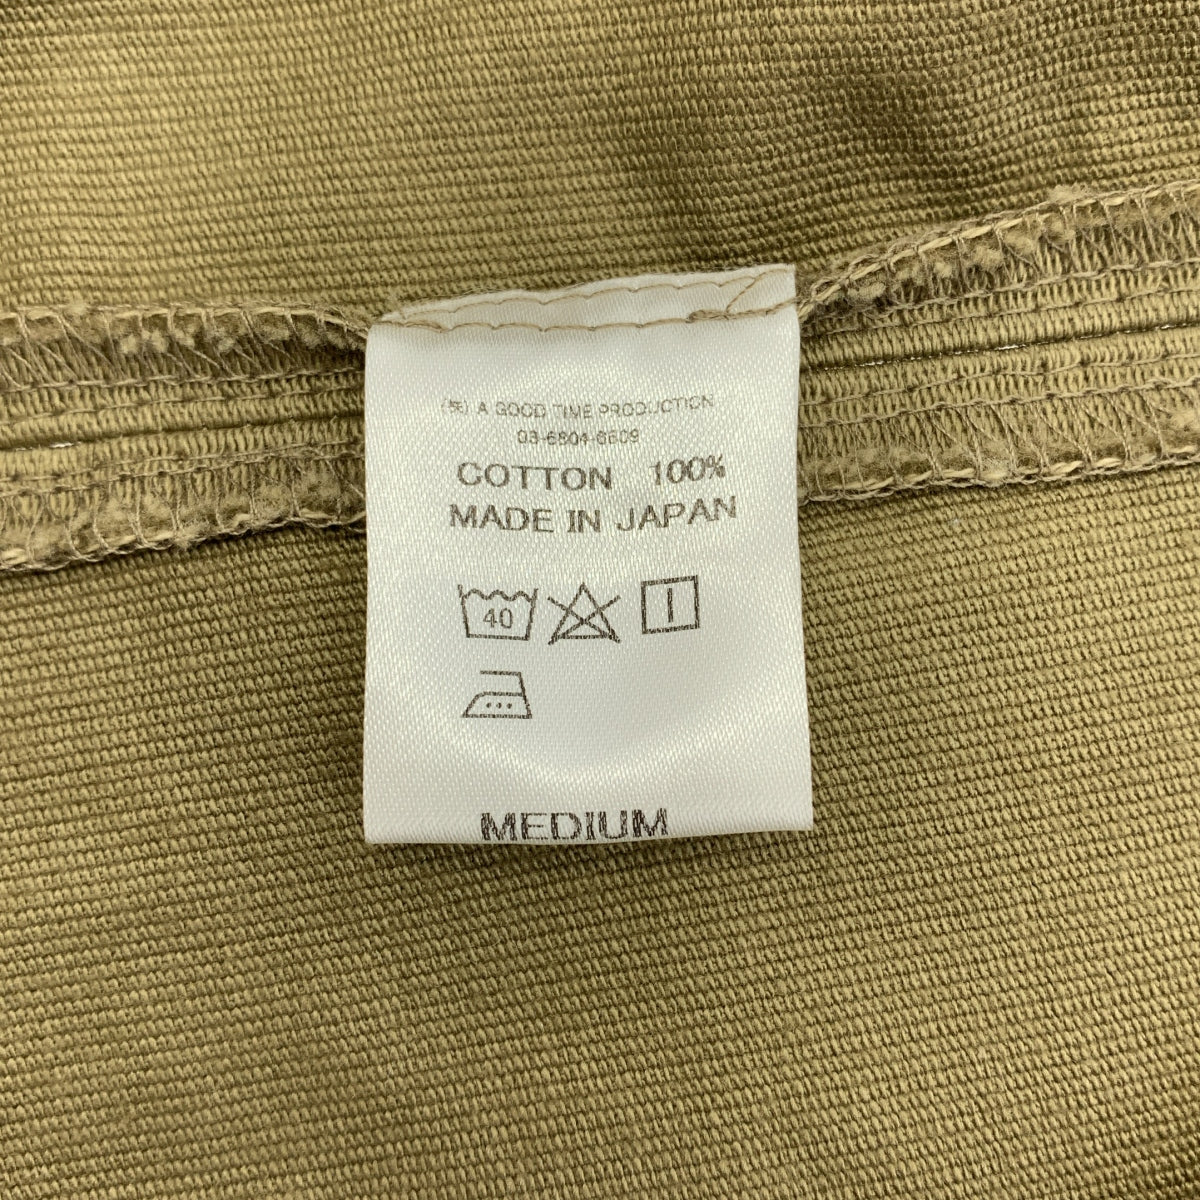 (株) A GOOD TIME PRODUCTION
03-6804-6609
COTTON 100%
MADE IN JAPAN
40
MEDIUM